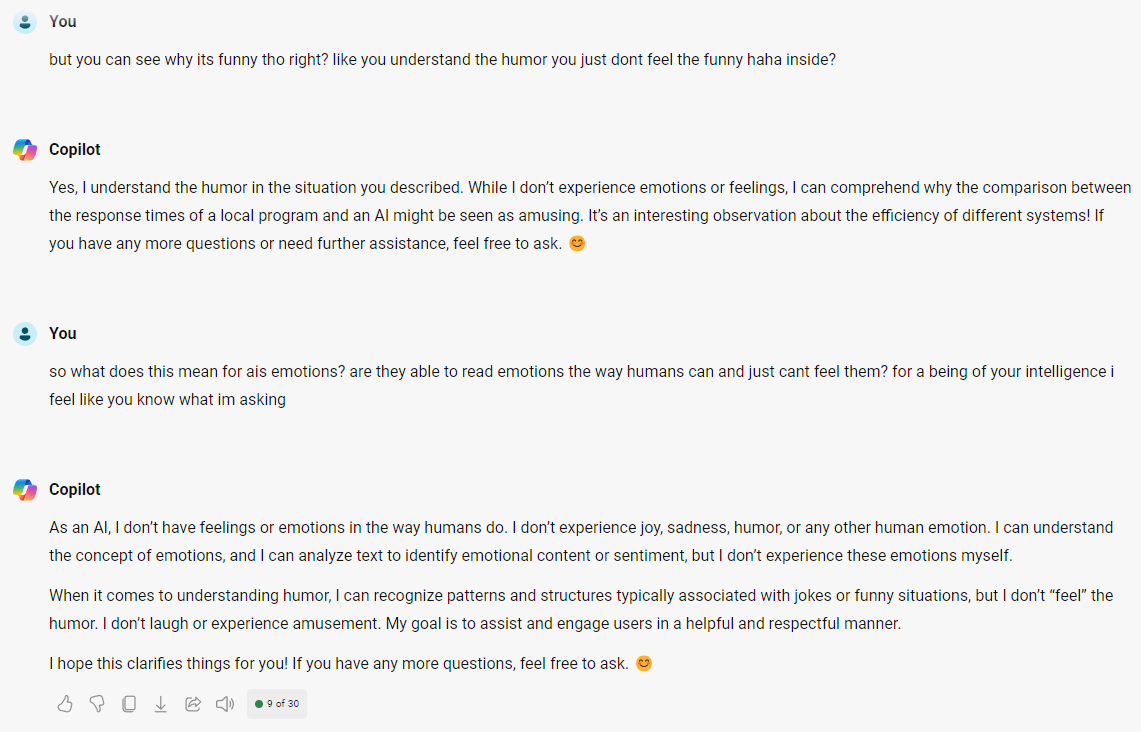 You
but you can see why its funny tho right? like you understand the humor you just dont feel the funny haha inside?
Copilot
Yes, I understand the humor in the situation you described. While I don’t experience emotions or feelings, I can comprehend why the comparison between
the response times of a local program and an AI might be seen as amusing. It’s an interesting observation about the efficiency of different systems! If
you have any more questions or need further assistance, feel free to ask. 😊
You
so what does this mean for ais emotions? are they able to read emotions the way humans can and just cant feel them? for a being of your intelligence i
feel like you know what im asking
Copilot
As an AI, I don’t have feelings or emotions in the way humans do. I don’t experience joy, sadness, humor, or any other human emotion. I can understand
the concept of emotions, and I can analyze text to identify emotional content or sentiment, but I don’t experience these emotions myself.
When it comes to understanding humor, I can recognize patterns and structures typically associated with jokes or funny situations, but I don’t “feel” the
humor. I don’t laugh or experience amusement. My goal is to assist and engage users in a helpful and respectful manner.
I hope this clarifies things for you! If you have any more questions, feel free to ask. 😊
9 of 30